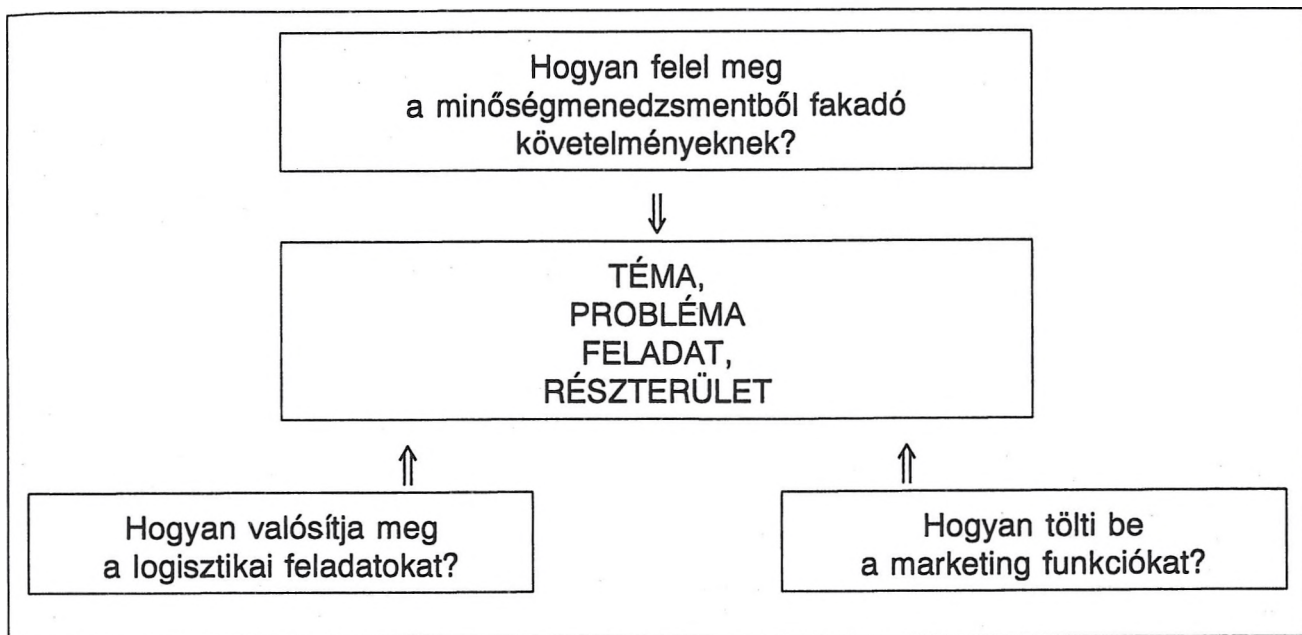 Hogyan felel meg
a minőségmenedzsmentből fakadó
követelményeknek?
TÉMA,
PROBLÉMA
FELADAT,
RÉSZTERÜLET
Hogyan valósítja meg
a logisztikai feladatokat?
Hogyan tölti be
a marketing funkciókat?